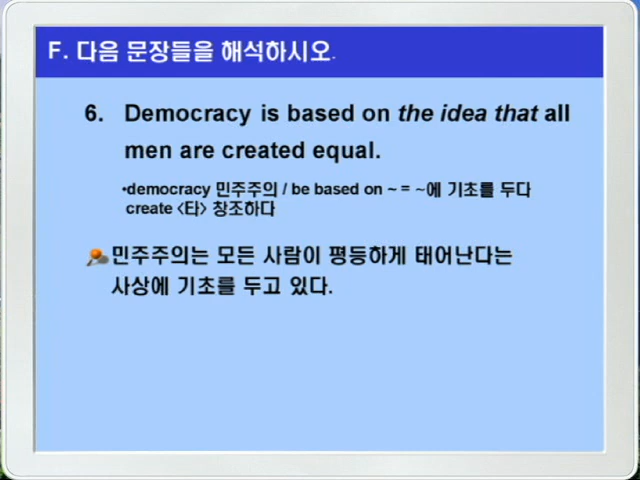 F. 다음 문장들을 해석하시오.
6. Democracy is based on the idea that all
men are created equal.
•democracy 민주주의 / be based on ~ = ~에 기초를 두다
create <타> 창조하다
민주주의는 모든 사람이 평등하게 태어난다는
사상에 기초를 두고 있다.